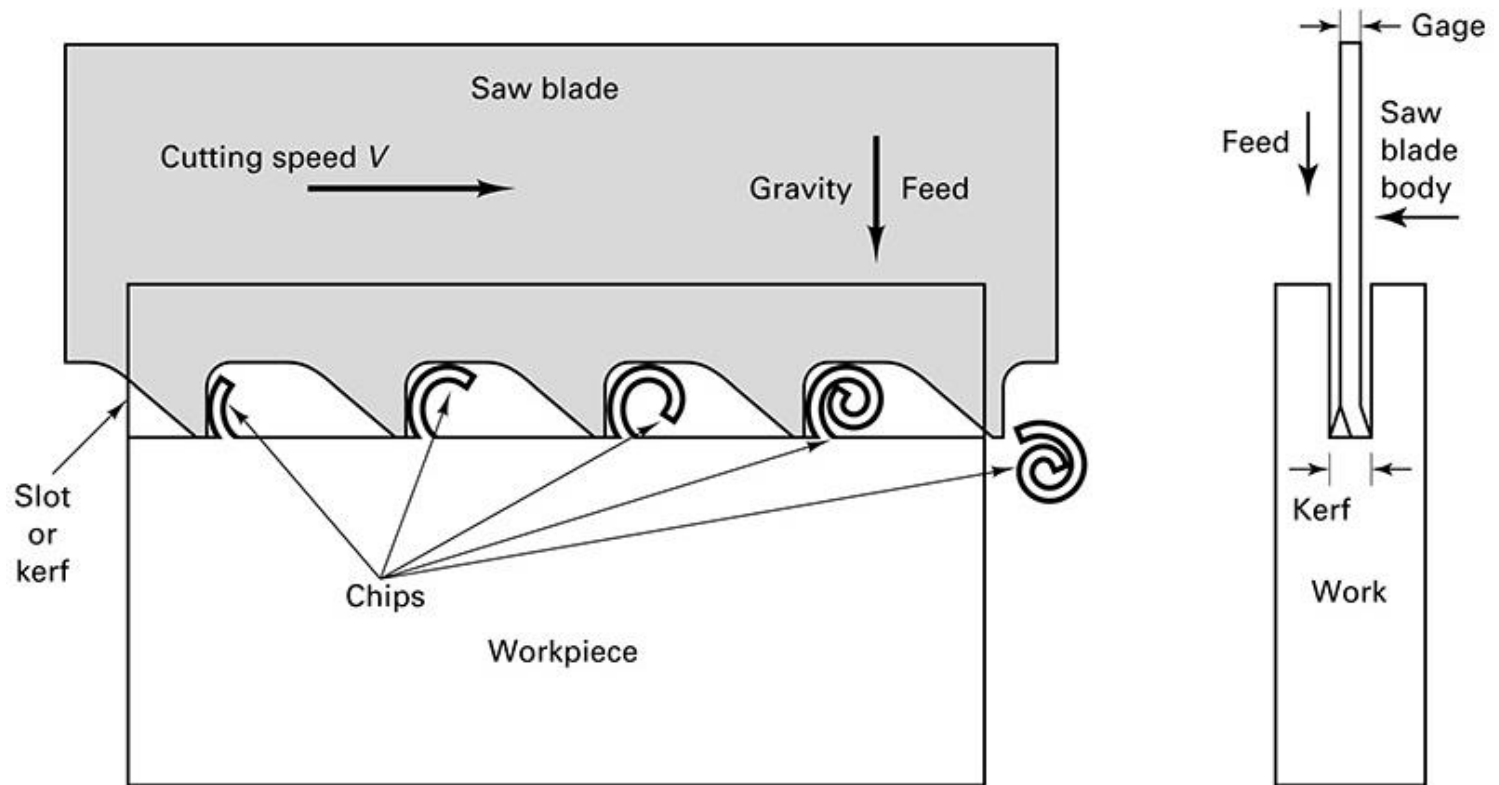 Saw blade
Cutting speed V
Gravity
Feed
Slot
or
kerf
Chips
Workpiece
Gage
Feed
Saw
blade
body
Kerf
Work